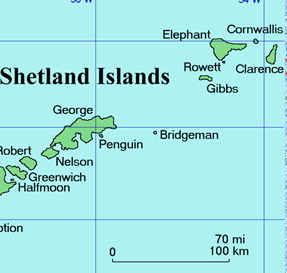 54 W
Elephant
Cornwallis
Rowett
Clarence
Gibbs
Shetland Islands
George
Penguin
Bridgeman
Robert
Nelson
Greenwich
Halfmoon
70 mi
0 100 km